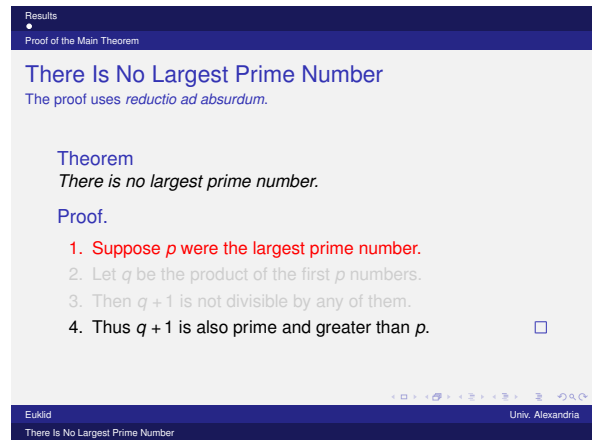 Results
Proof of the Main Theorem
There Is No Largest Prime Number
The proof uses reductio ad absurdum.
Theorem
There is no largest prime number.
Proof.
1. Suppose p were the largest prime number.
2. Let q be the product of the first p numbers.
3. Then q + 1 is not divisible by any of them.
4. Thus q + 1 is also prime and greater than p.
Euklid Univ. Alexandria
There Is No Largest Prime Number